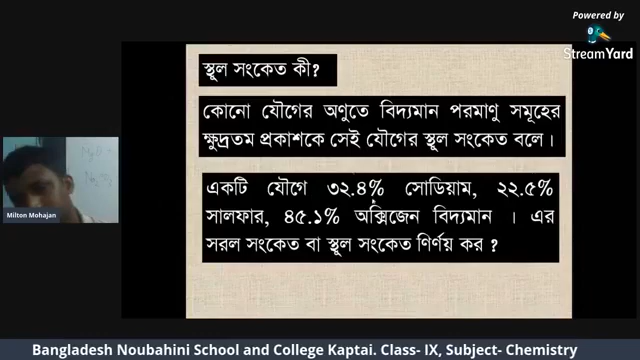 Powered by
StreamYard
স্থূল সংকেত কী?
কোনো যৌগের অণুতে বিদ্যমান পরমাণু সমূহের
ক্ষুদ্রতম প্রকাশকে সেই যৌগের স্থূল সংকেত বলে।
একটি যৌগে ৩২.৪% সোডিয়াম, ২২.৫%
সালফার, ৪৫.১% অক্সিজেন বিদ্যমান । এর
সরল সংকেত বা স্থূল সংকেত ণির্ণয় কর ?
Milton Mohajan
Bangladesh Noubahini School and College Kaptai. Class- IX, Subject- Chemistry